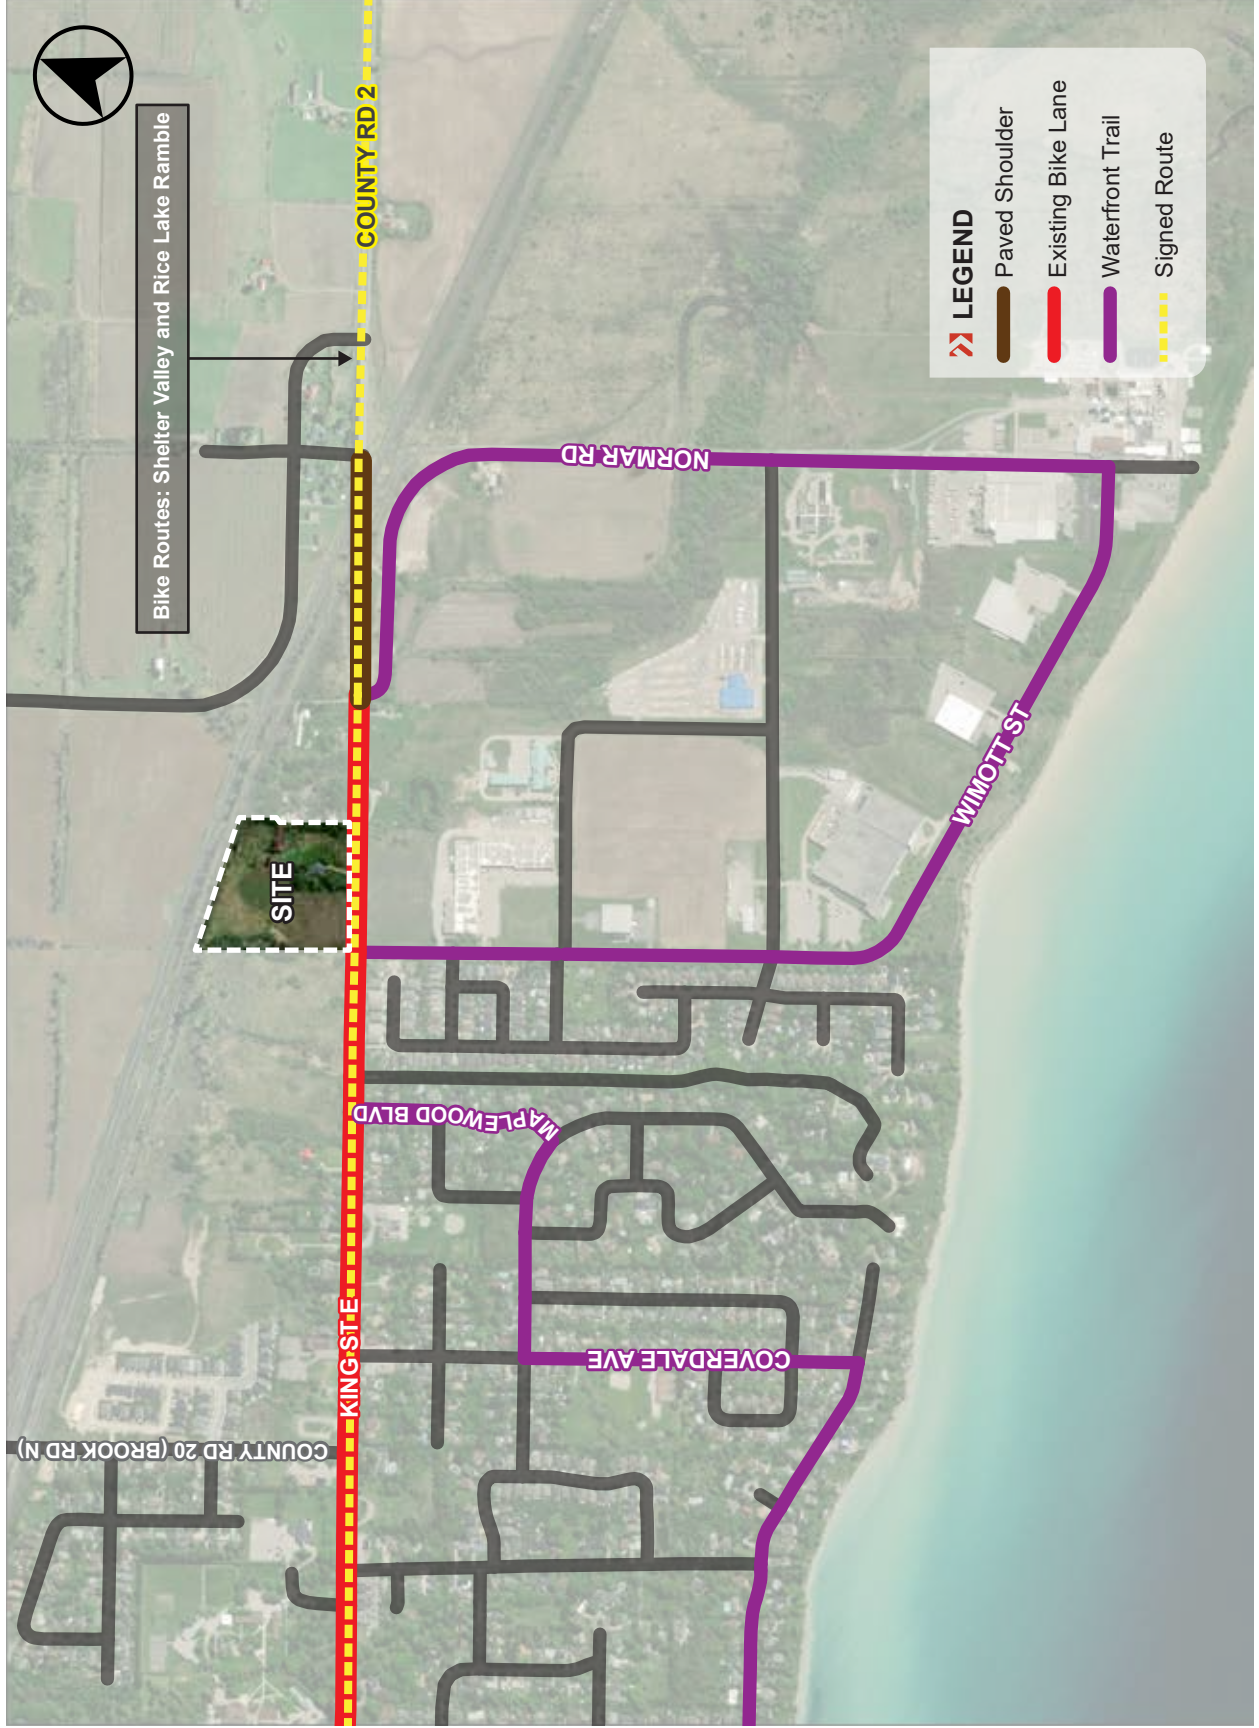 Bike Routes: Shelter Valley and Rice Lake Ramble
COUNTY RD 2
SITE
KING ST E
COUNTY RD 20 (BROOK RD N)
MAPLEWOOD BLVD
COVERDALE AVE
NORMAR RD
WIMOTT ST
LEGEND
Paved Shoulder
Existing Bike Lane
Waterfront Trail
Signed Route